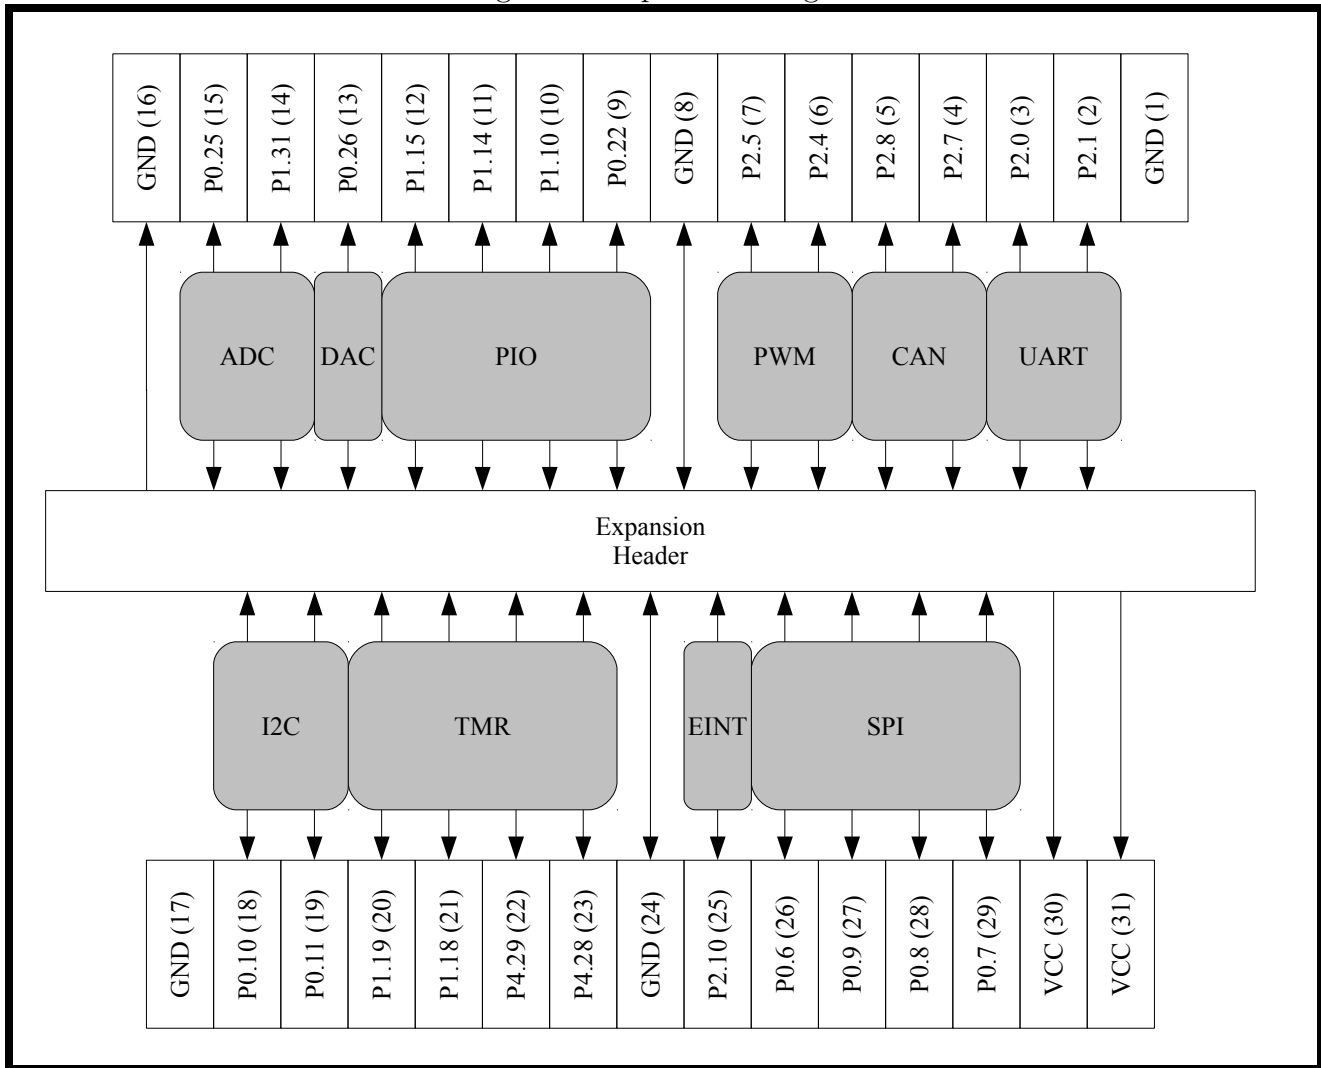 GND (16)
P0.25 (15)
P1.31 (14)
P0.26 (13)
P1.15 (12)
P1.14 (11)
P1.10 (10)
P0.22 (9)
GND (8)
P2.5 (7)
P2.4 (6)
P2.8 (5)
P2.7 (4)
P2.0 (3)
P2.1 (2)
GND (1)
ADC
DAC
PIO
PWM
CAN
UART
Expansion
Header
I2C
TMR
EINT
SPI
GND (17)
P0.10 (18)
P0.11 (19)
P1.19 (20)
P1.18 (21)
P4.29 (22)
P4.28 (23)
GND (24)
P2.10 (25)
P0.6 (26)
P0.9 (27)
P0.8 (28)
P0.7 (29)
VCC (30)
VCC (31)